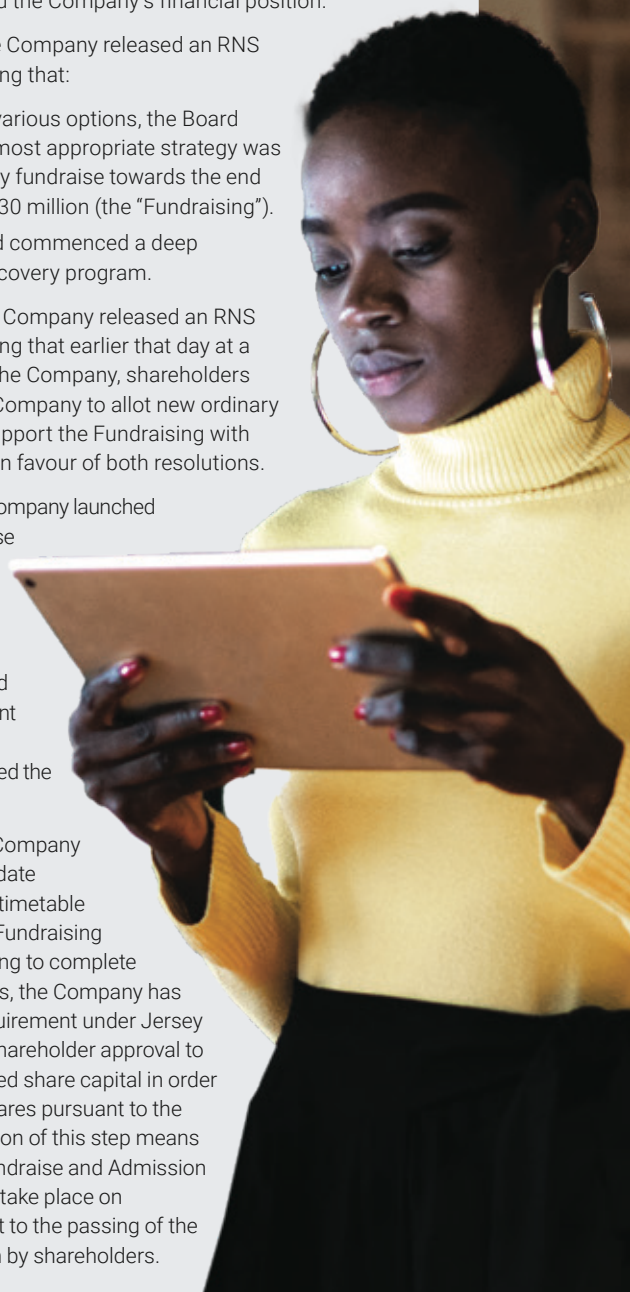 d the Company's financial position.
e Company released an RNS
ng that:
various options, the Board
most appropriate strategy was
y fundraise towards the end
30 million (the “Fundraising”).
d commenced a deep
covery program.
Company released an RNS
ng that earlier that day at a
he Company, shareholders
Company to allot new ordinary
upport the Fundraising with
n favour of both resolutions.
ompany launched
se
d
nt
ed the
Company
date
timetable
Fundraising
ng to complete
s, the Company has
uirement under Jersey
hareholder approval to
ed share capital in order
ares pursuant to the
on of this step means
ndraise and Admission
take place on
t to the passing of the
n by shareholders.